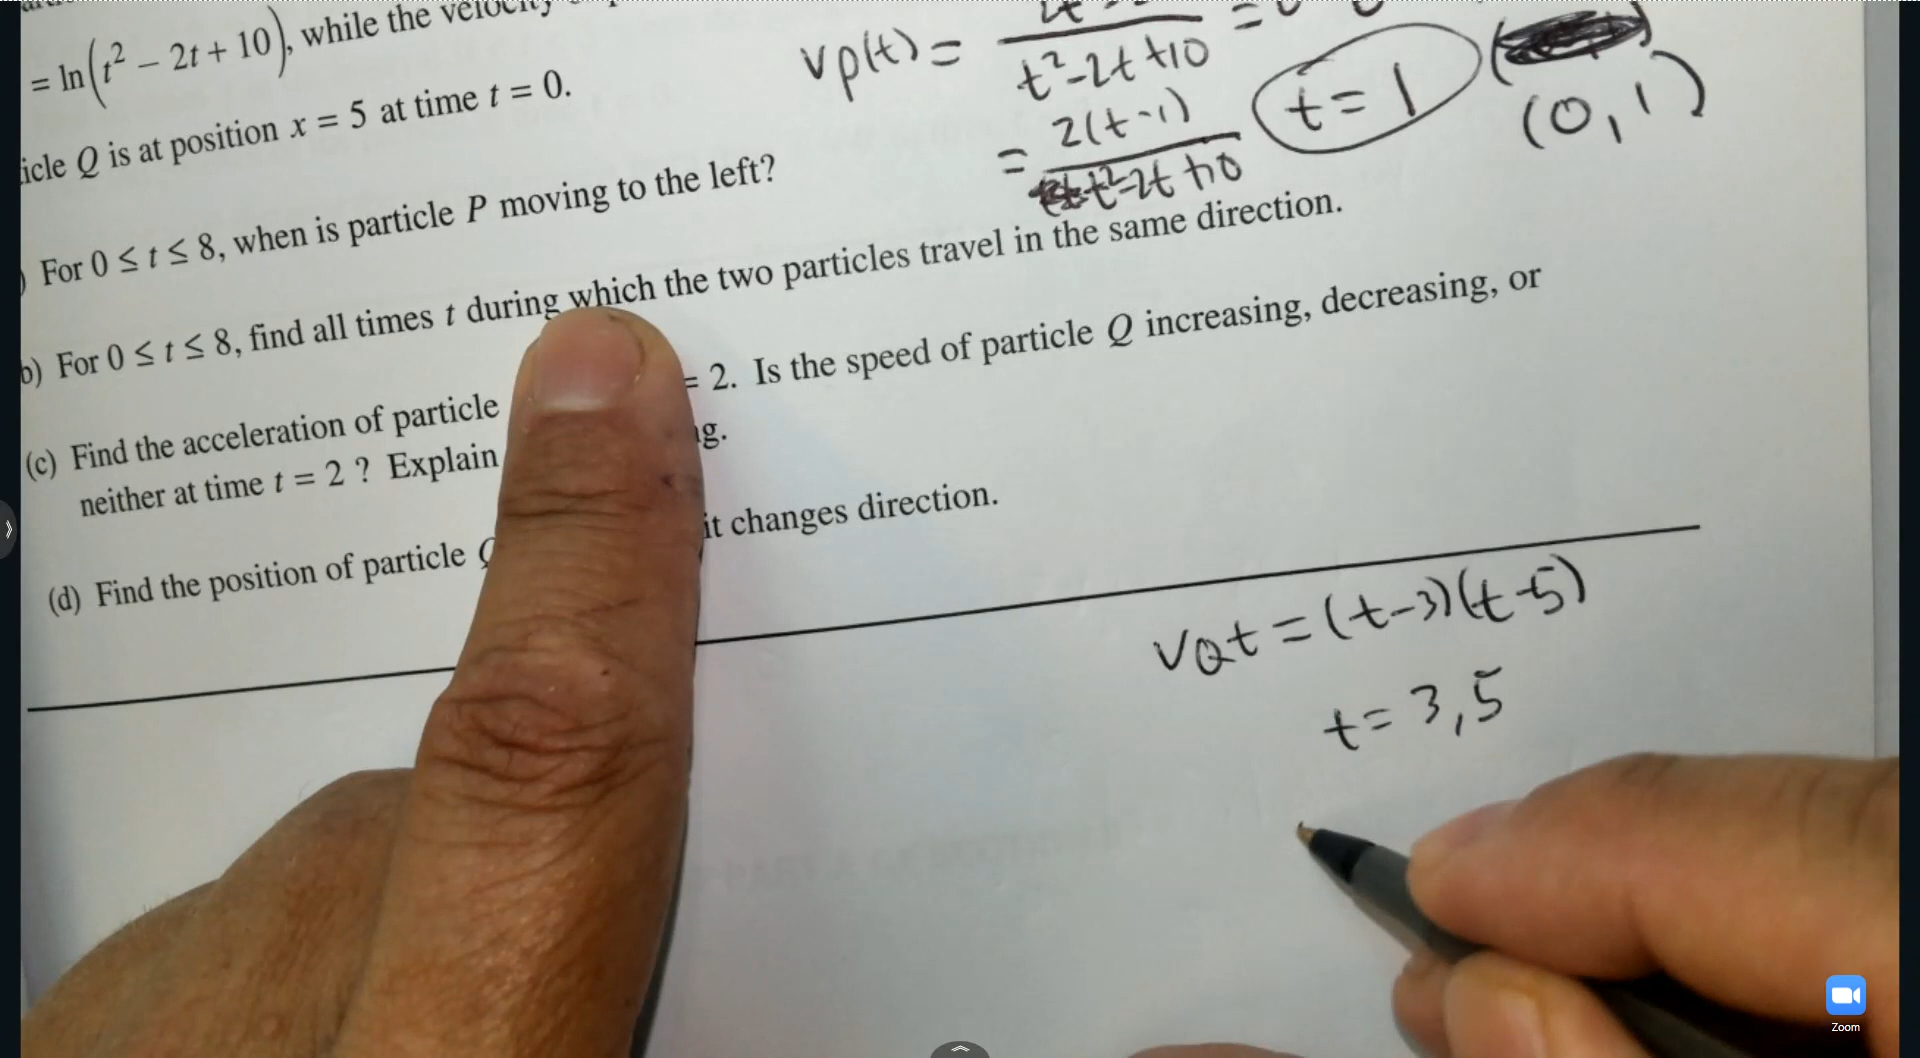 = ln(t² − 2t + 10), while the velocity
icle Q is at position x = 5 at time t = 0.
) For 0 ≤ t ≤ 8, when is particle P moving to the left?
b) For 0 ≤ t ≤ 8, find all times t during which the two particles travel in the same direction.
(c) Find the acceleration of particle = 2. Is the speed of particle Q increasing, decreasing, or
neither at time t = 2 ? Explain g.
(d) Find the position of particle Q it changes direction.
vp(t) = / t²-2t+10 =
= 2(t-1) / t²-2t+10
t = 1
(0,1)
vQt = (t-3)(t-5)
t = 3,5
Zoom